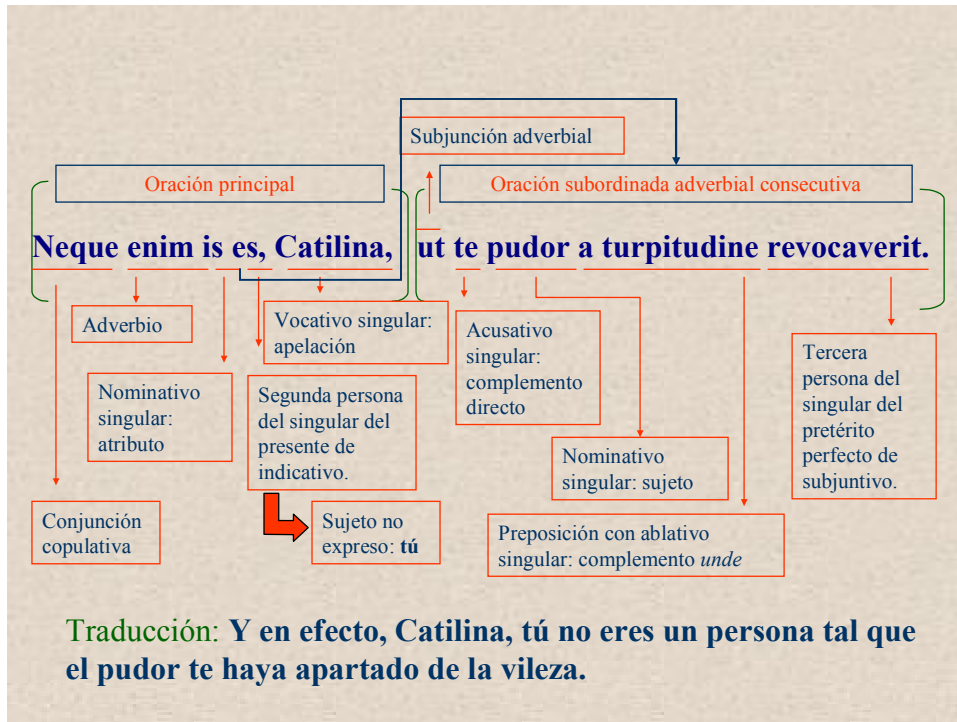 Subjunción adverbial
Oración principal
Oración subordinada adverbial consecutiva
Neque enim is es, Catilina, ut te pudor a turpitudine revocaverit.
Adverbio
Vocativo singular:
apelación
Acusativo
singular:
complemento
directo
Tercera
persona del
singular del
pretérito
perfecto de
subjuntivo.
Nominativo
singular:
atributo
Segunda persona
del singular del
presente de
indicativo.
Nominativo
singular: sujeto
Conjunción
copulativa
Sujeto no
expreso: tú
Preposición con ablativo
singular: complemento unde
Traducción: Y en efecto, Catilina, tú no eres un persona tal que
el pudor te haya apartado de la vileza.